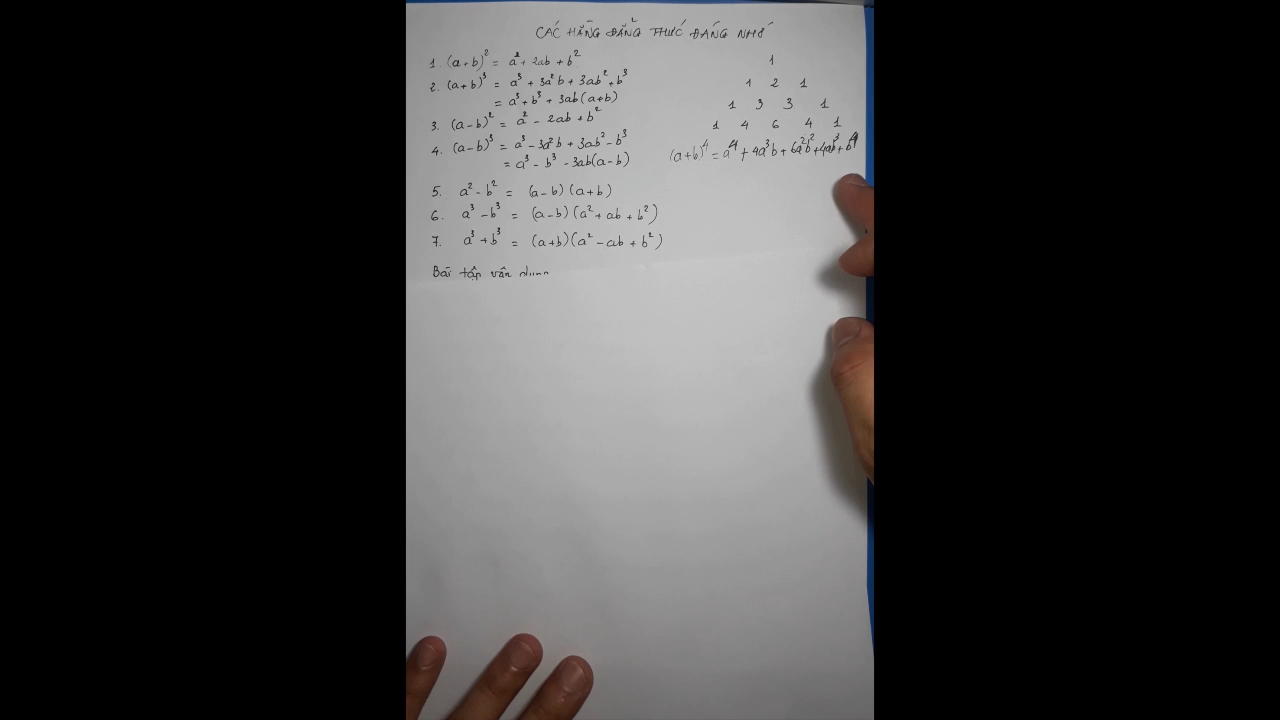 CÁC HẰNG ĐẲNG THỨC ĐÁNG NHỚ
1. (a+b)² = a² + 2ab + b²
2. (a+b)³ = a³ + 3a²b + 3ab² + b³
= a³ + b³ + 3ab(a+b)
3. (a-b)² = a² - 2ab + b²
4. (a-b)³ = a³ - 3a²b + 3ab² - b³
= a³ - b³ - 3ab(a-b)
5. a² - b² = (a-b)(a+b)
6. a³ - b³ = (a-b)(a² + ab + b²)
7. a³ + b³ = (a+b)(a² - ab + b²)
Bài tập vận dụng
1
1 2 1
1 3 3 1
1 4 6 4 1
(a+b)⁴ = a⁴ + 4a³b + 6a²b² + 4ab³ + b⁴